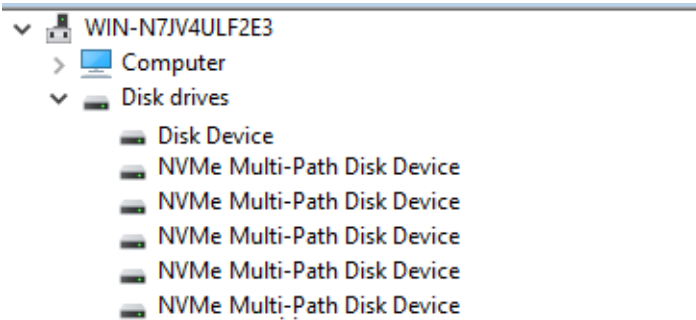 WIN-N7JV4ULF2E3
Computer
Disk drives
Disk Device
NVMe Multi-Path Disk Device
NVMe Multi-Path Disk Device
NVMe Multi-Path Disk Device
NVMe Multi-Path Disk Device
NVMe Multi-Path Disk Device